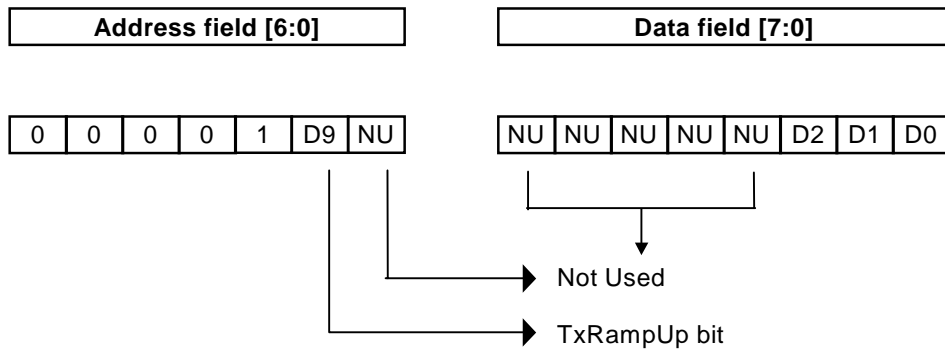 Address field [6:0] Data field [7:0]
0 0 0 0 1 D9 NU NU NU NU NU NU D2 D1 D0
Not Used
TxRampUp bit